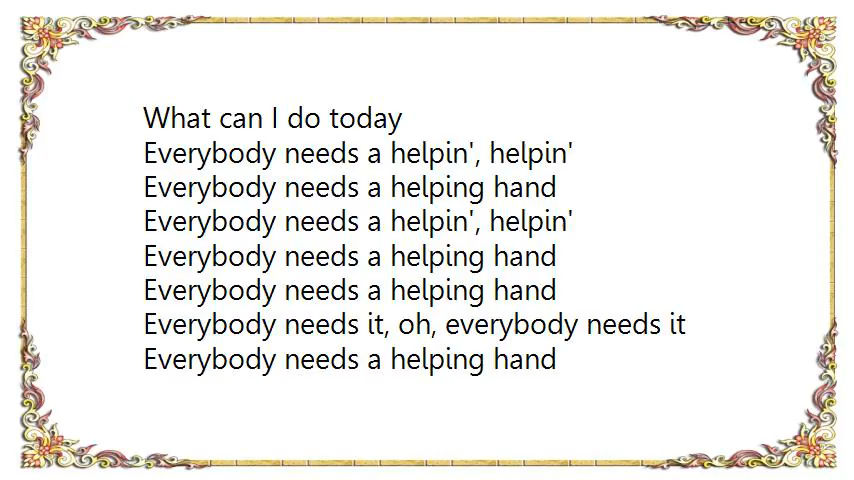 What can I do today
Everybody needs a helpin', helpin'
Everybody needs a helping hand
Everybody needs a helpin', helpin'
Everybody needs a helping hand
Everybody needs a helping hand
Everybody needs it, oh, everybody needs it
Everybody needs a helping hand